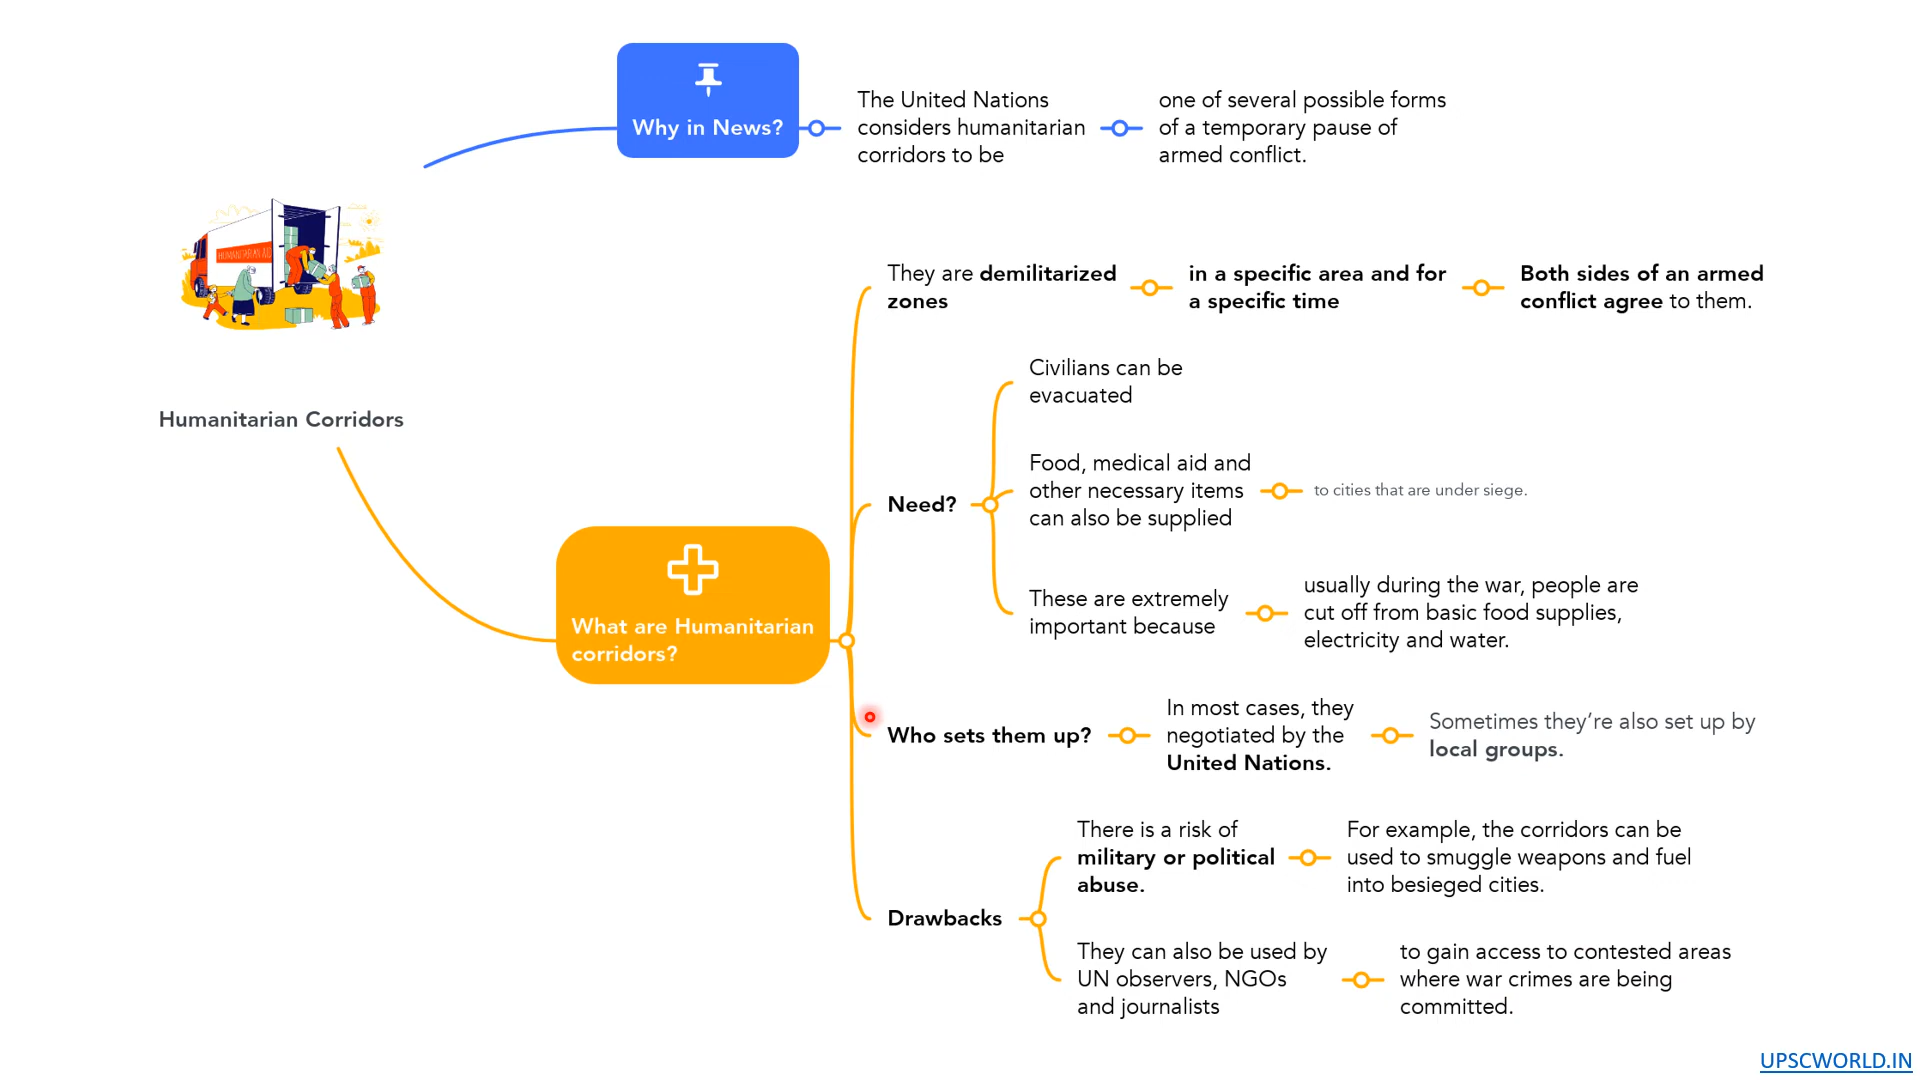 Why in News?
The United Nations
considers humanitarian
corridors to be
one of several possible forms
of a temporary pause of
armed conflict.
HUMANITARIAN AID
Humanitarian Corridors
What are Humanitarian
corridors?
They are demilitarized
zones
in a specific area and for
a specific time
Both sides of an armed
conflict agree to them.
Need?
Civilians can be
evacuated
Food, medical aid and
other necessary items
can also be supplied
to cities that are under siege.
These are extremely
important because
usually during the war, people are
cut off from basic food supplies,
electricity and water.
Who sets them up?
In most cases, they
negotiated by the
United Nations.
Sometimes they’re also set up by
local groups.
Drawbacks
There is a risk of
military or political
abuse.
For example, the corridors can be
used to smuggle weapons and fuel
into besieged cities.
They can also be used by
UN observers, NGOs
and journalists
to gain access to contested areas
where war crimes are being
committed.
UPSCWORLD.IN